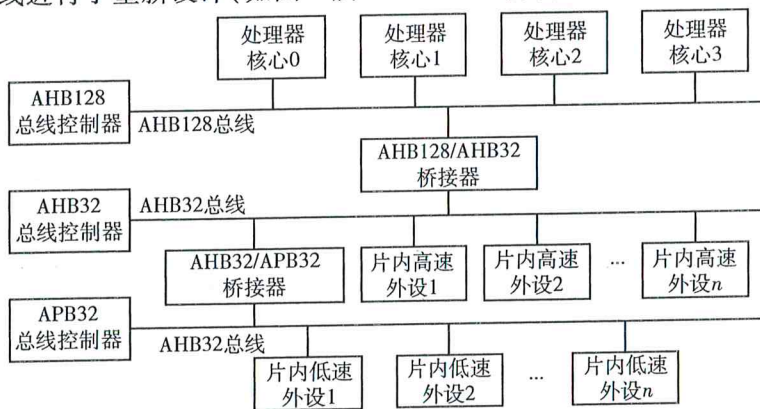 处理器
核心0
处理器
核心1
处理器
核心2
处理器
核心3
AHB128
总线控制器
AHB128总线
AHB128/AHB32
桥接器
AHB32
总线控制器
AHB32总线
AHB32/APB32
桥接器
片内高速
外设1
片内高速
外设2
...
片内高速
外设n
APB32
总线控制器
AHB32总线
片内低速
外设1
片内低速
外设2
...
片内低速
外设n